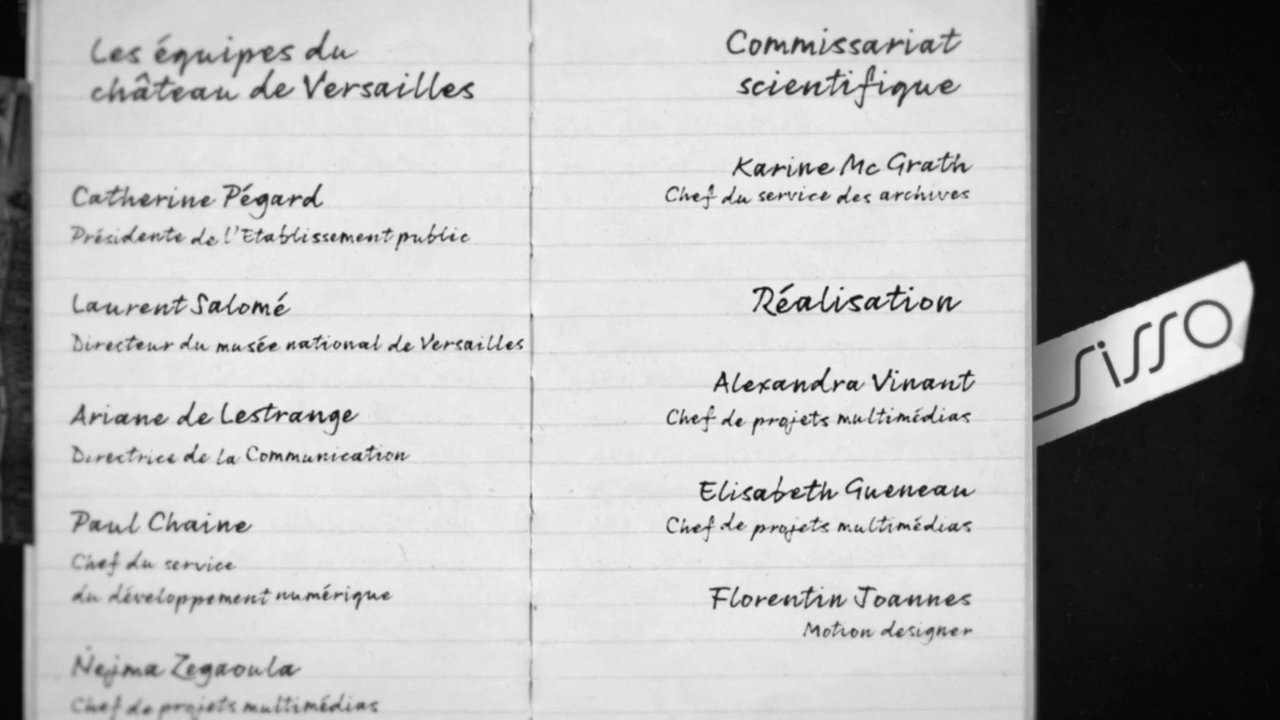 Les équipes du
château de Versailles
Catherine Pégard
Présidente de l'Etablissement public
Laurent Salomé
Directeur du musée national de Versailles
Ariane de Lestrange
Directrice de la Communication
Paul Chaine
Chef du service
du développement numérique
Nejma Zegaoula
Chef de projets multimédias
Commissariat
scientifique
Karine Mc Grath
Chef du service des archives
Réalisation
Alexandra Vinant
Chef de projets multimédias
Elisabeth Gueneau
Chef de projets multimédias
Florentin Joannes
Motion designer
Sisso